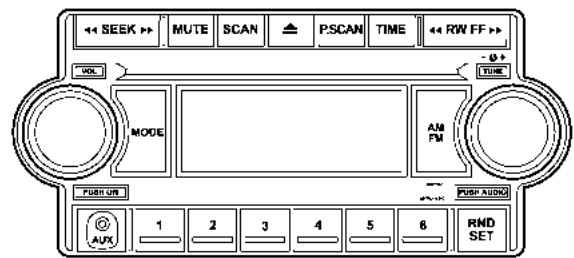 ◄◄ SEEK ►► MUTE SCAN ⏏ P.SCAN TIME ◄◄ RW FF ►►
VOL TUNE
MODE AM
FM
PUSH ON PUSH AUDIO
AUX 1 2 3 4 5 6 RND
SET